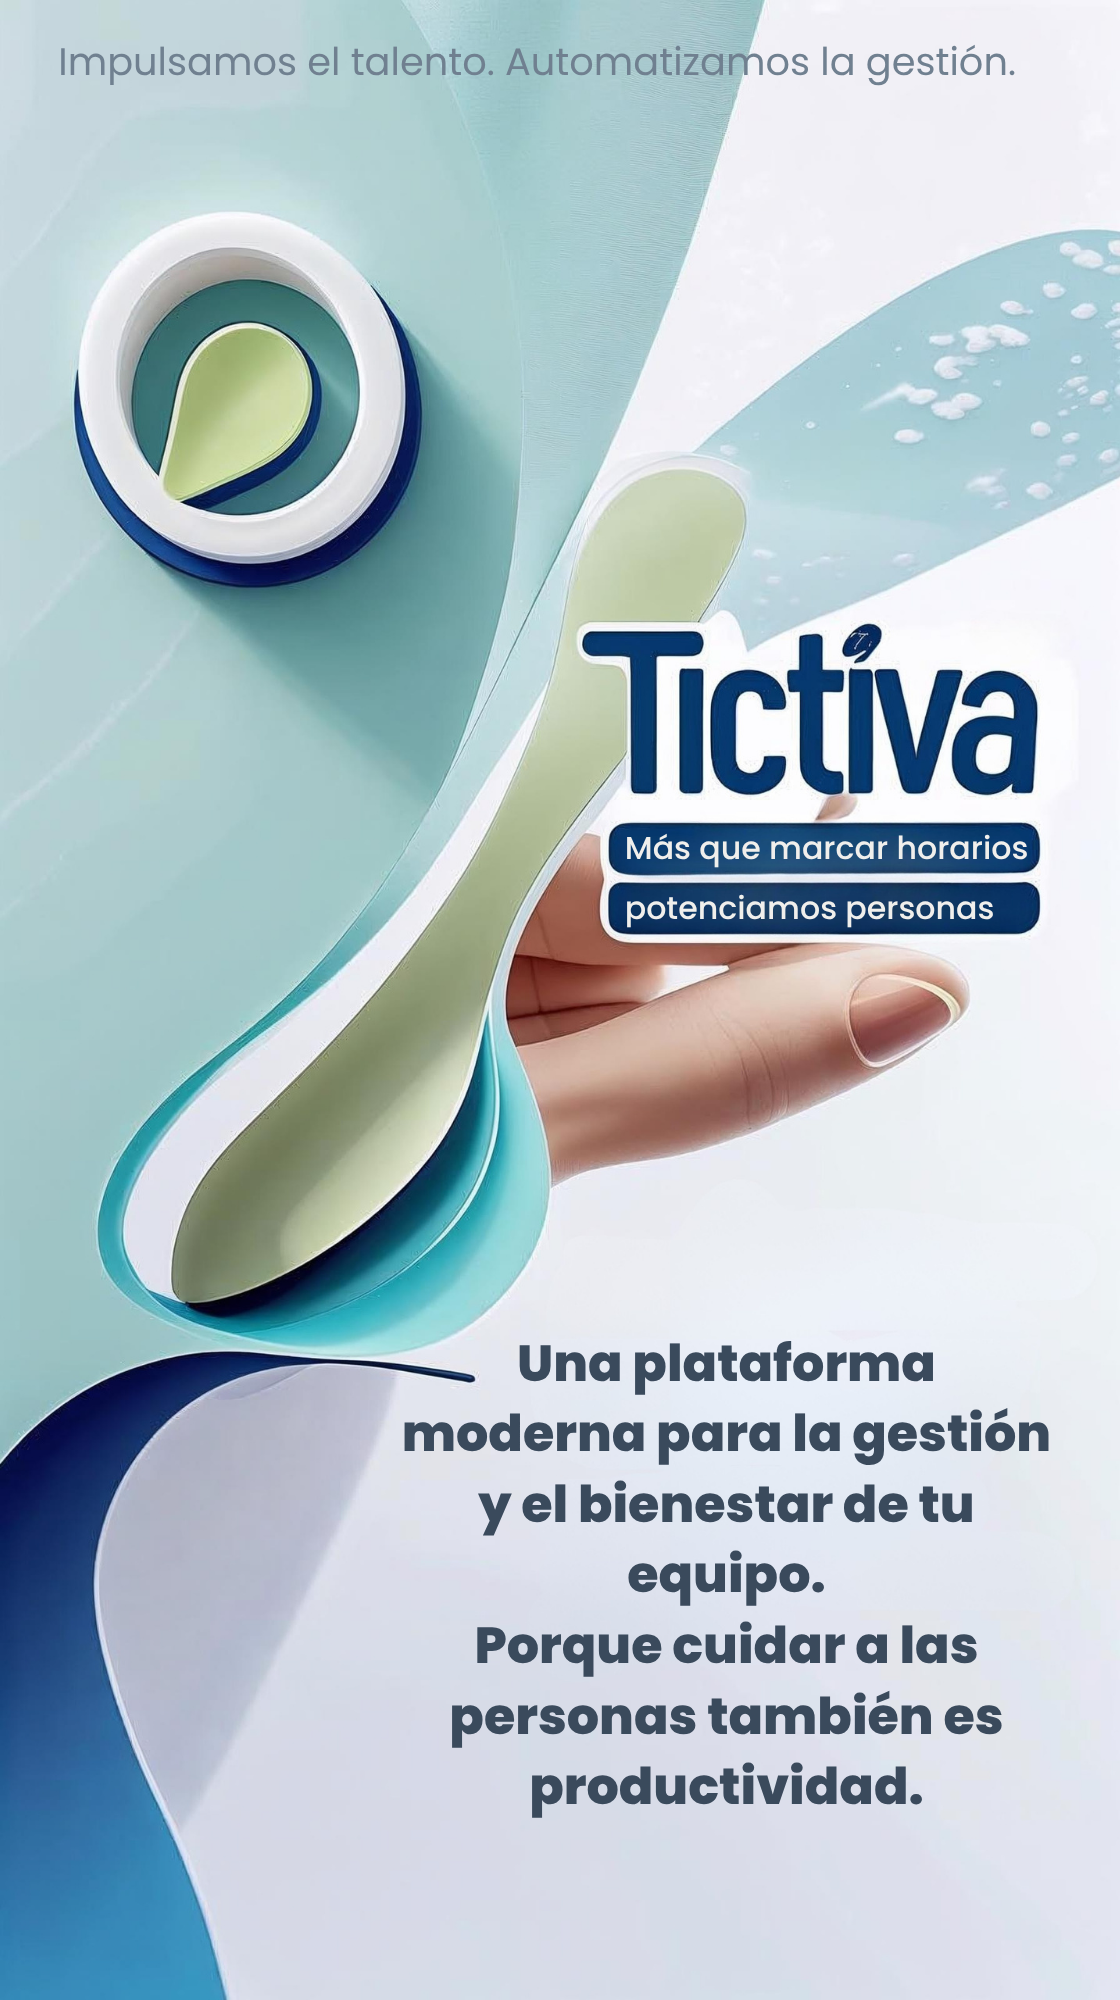 Impulsamos el talento. Automatizamos la gestión.
Tictiva
Más que marcar horarios
potenciamos personas
Una plataforma
moderna para la gestión
y el bienestar de tu
equipo.
Porque cuidar a las
personas también es
productividad.